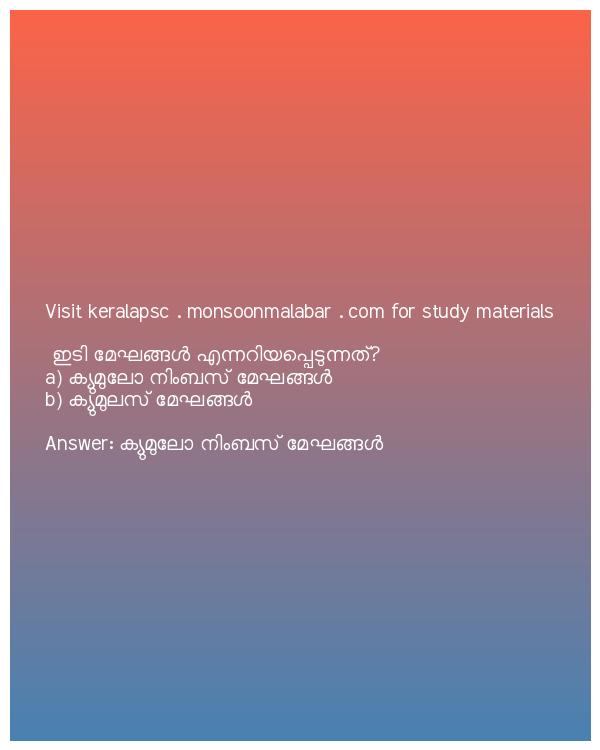 Visit keralapsc . monsoonmalabar . com for study materials
ഇടി മേഘങ്ങൾ എന്നറിയപ്പെടുന്നത്?
a) ക്യുമുലോ നിംബസ് മേഘങ്ങൾ
b) ക്യുമുലസ് മേഘങ്ങൾ
Answer: ക്യുമുലോ നിംബസ് മേഘങ്ങൾ